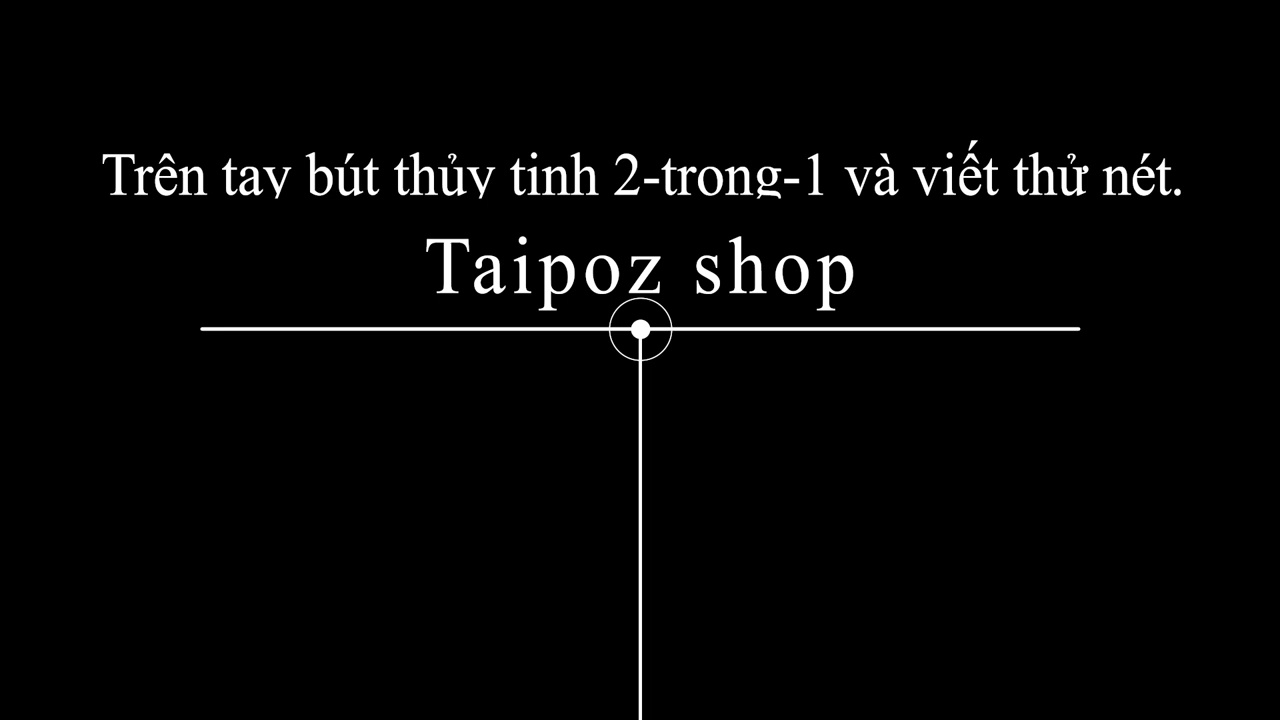 Trên tay bút thủy tinh 2-trong-1 và viết thử nét.
Taipoz shop